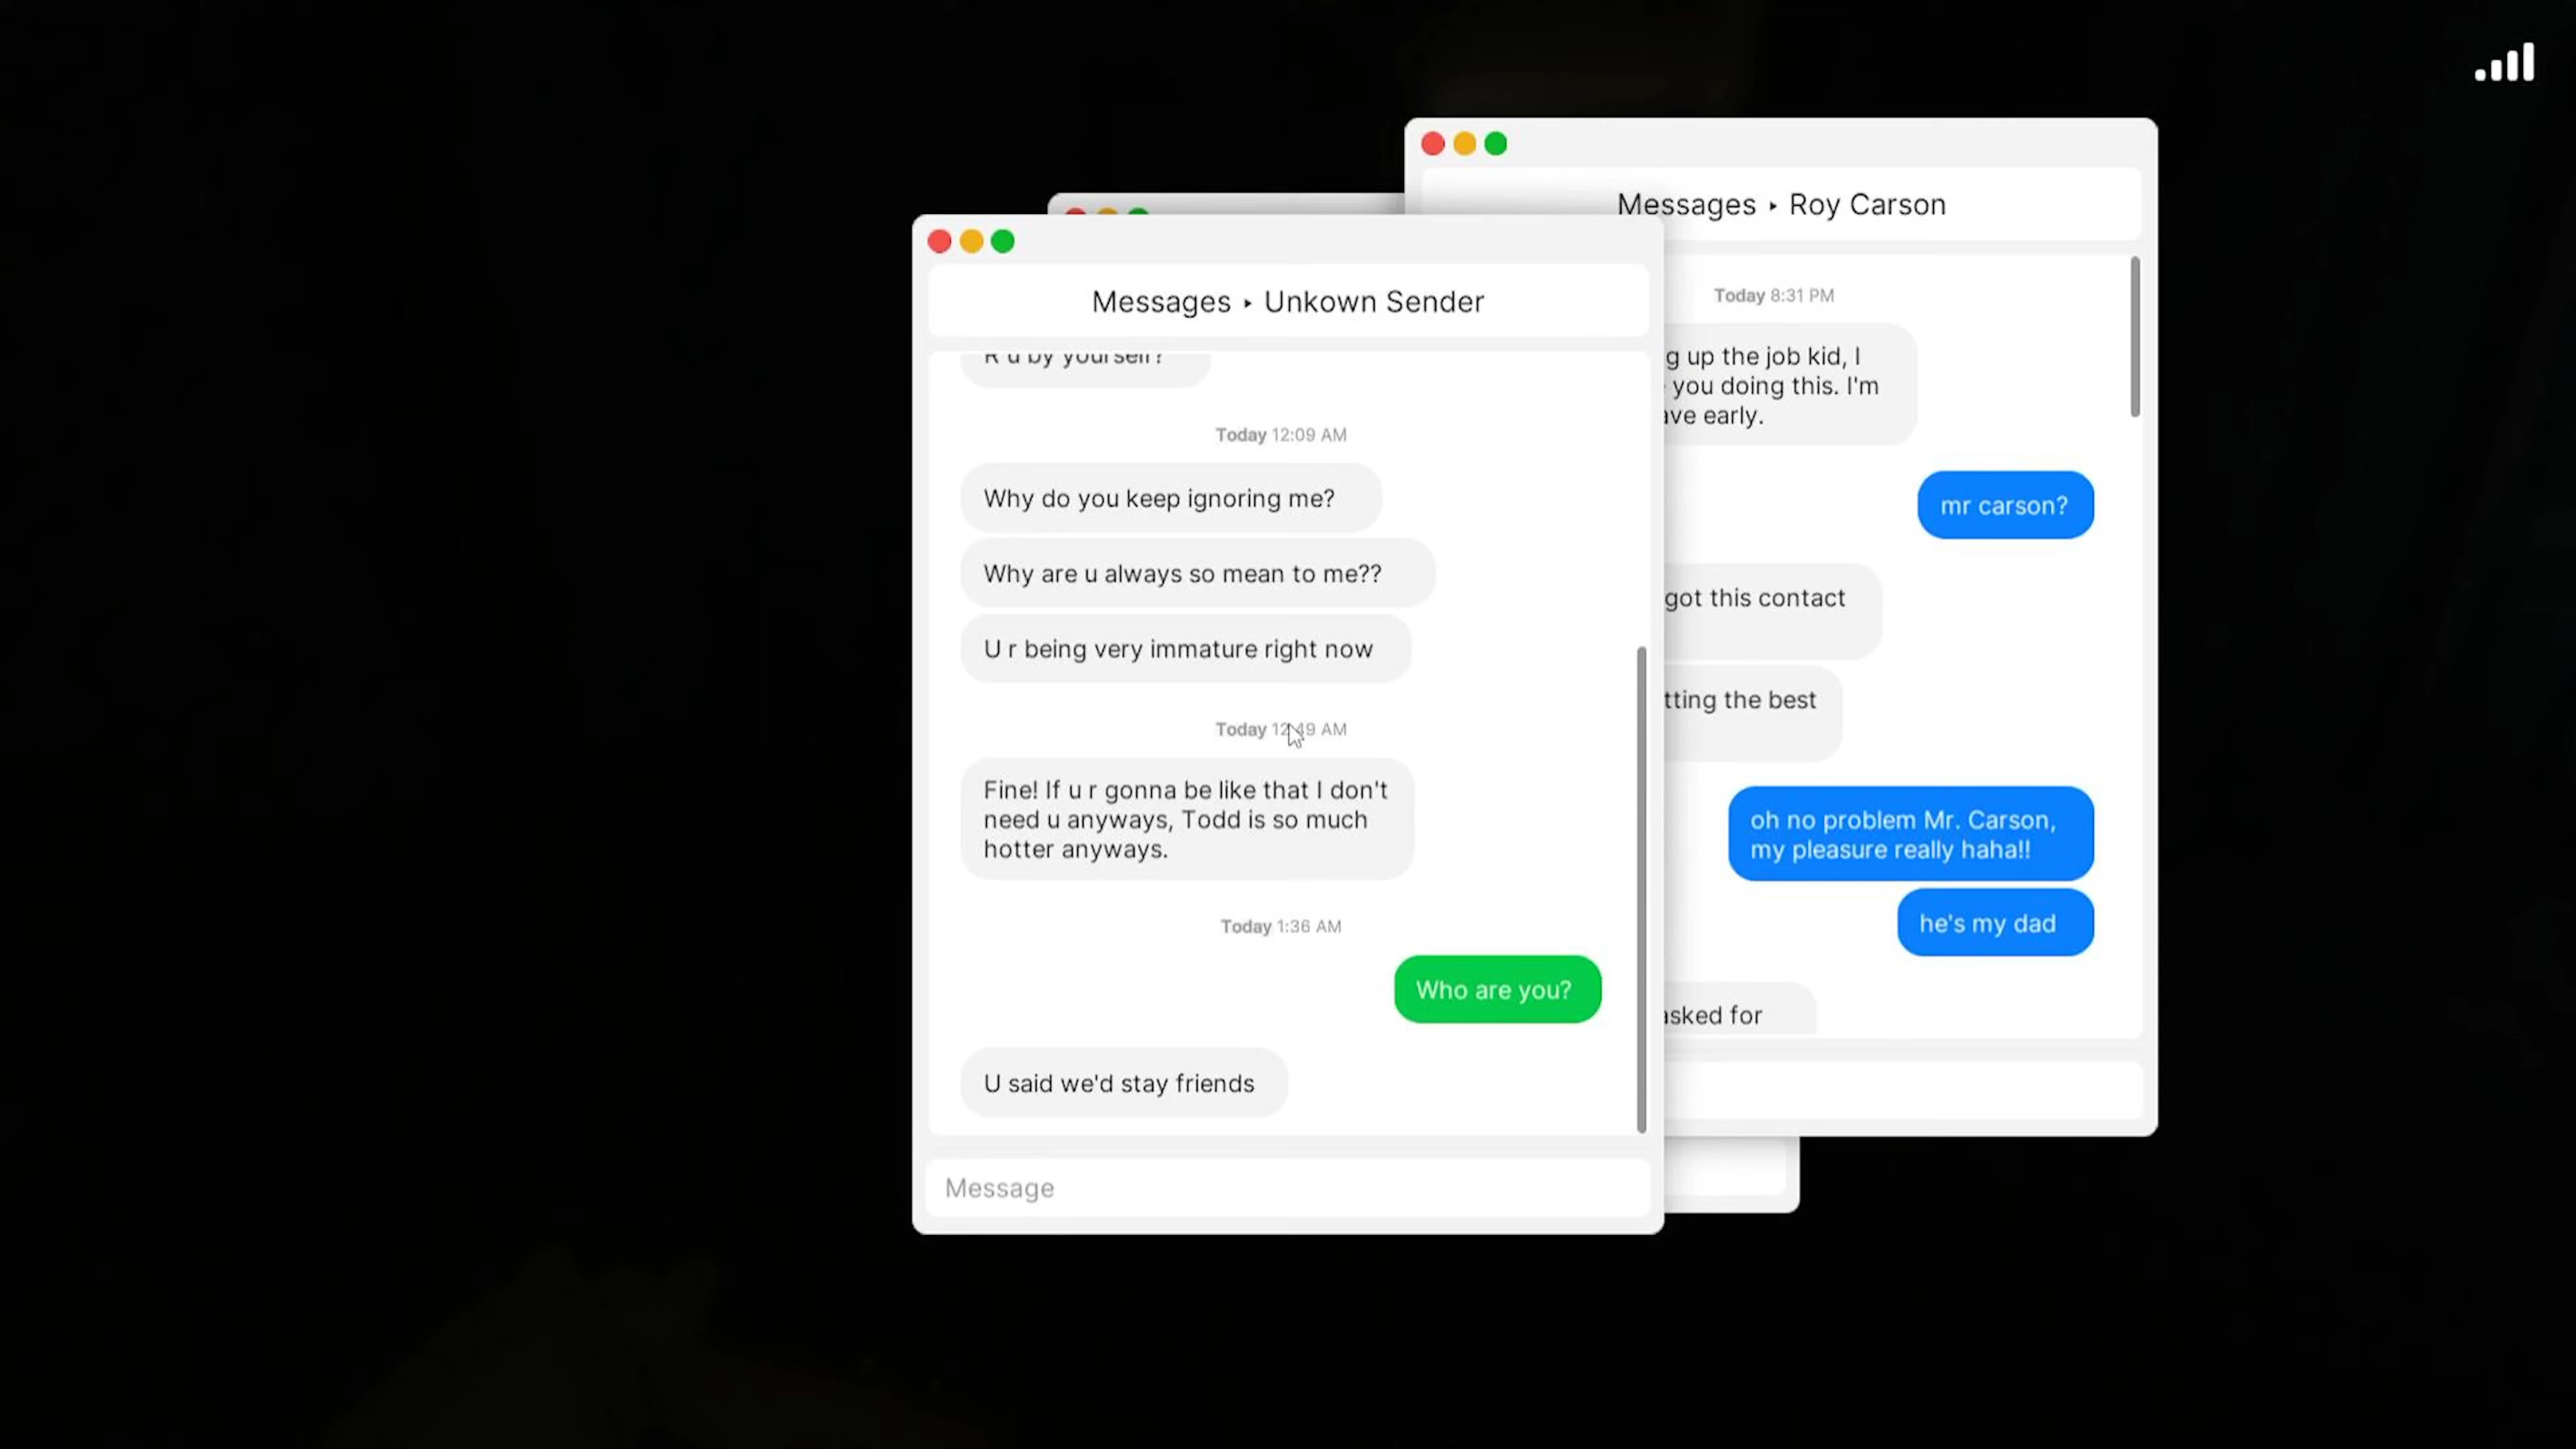 Messages ▸ Unkown Sender
R u by yourself?
Today 12:09 AM
Why do you keep ignoring me?
Why are u always so mean to me??
U r being very immature right now
Today 12:49 AM
Fine! If u r gonna be like that I don't
need u anyways, Todd is so much
hotter anyways.
Today 1:36 AM
Who are you?
U said we'd stay friends
Message
Messages ▸ Roy Carson
Today 8:31 PM
up the job kid, I
you doing this. I'm
early.
mr carson?
got this contact
the best
oh no problem Mr. Carson,
my pleasure really haha!!
he's my dad
asked for